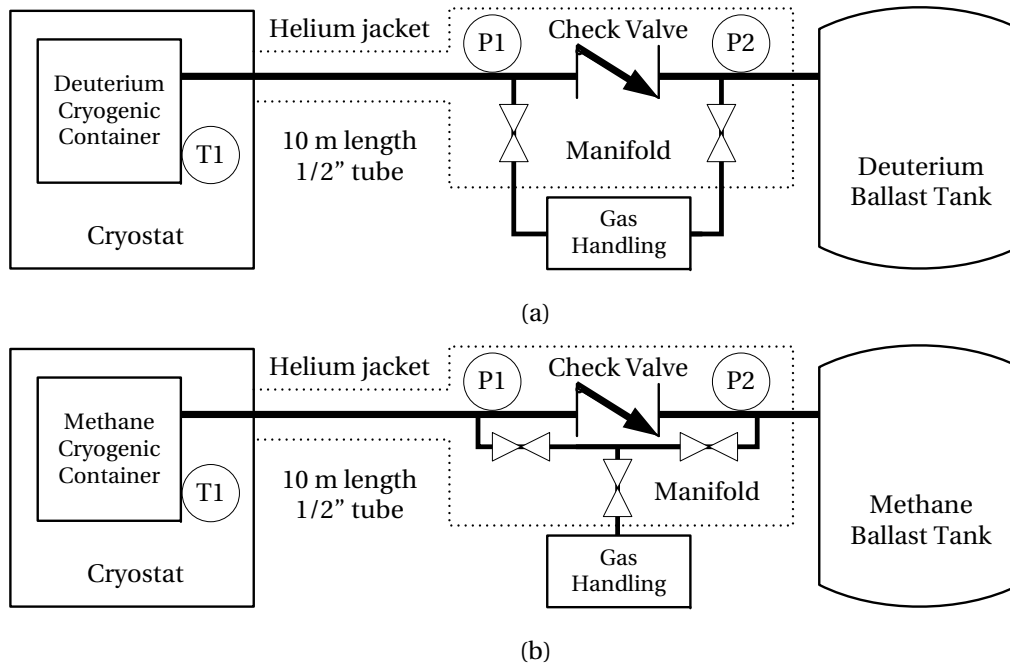 Helium jacket
P1
Check Valve
P2
Deuterium
Cryogenic
Container
T1
10 m length
1/2” tube
Manifold
Deuterium
Ballast Tank
Cryostat
Gas
Handling
(a)
Helium jacket
P1
Check Valve
P2
Methane
Cryogenic
Container
T1
10 m length
1/2” tube
Manifold
Methane
Ballast Tank
Cryostat
Gas
Handling
(b)